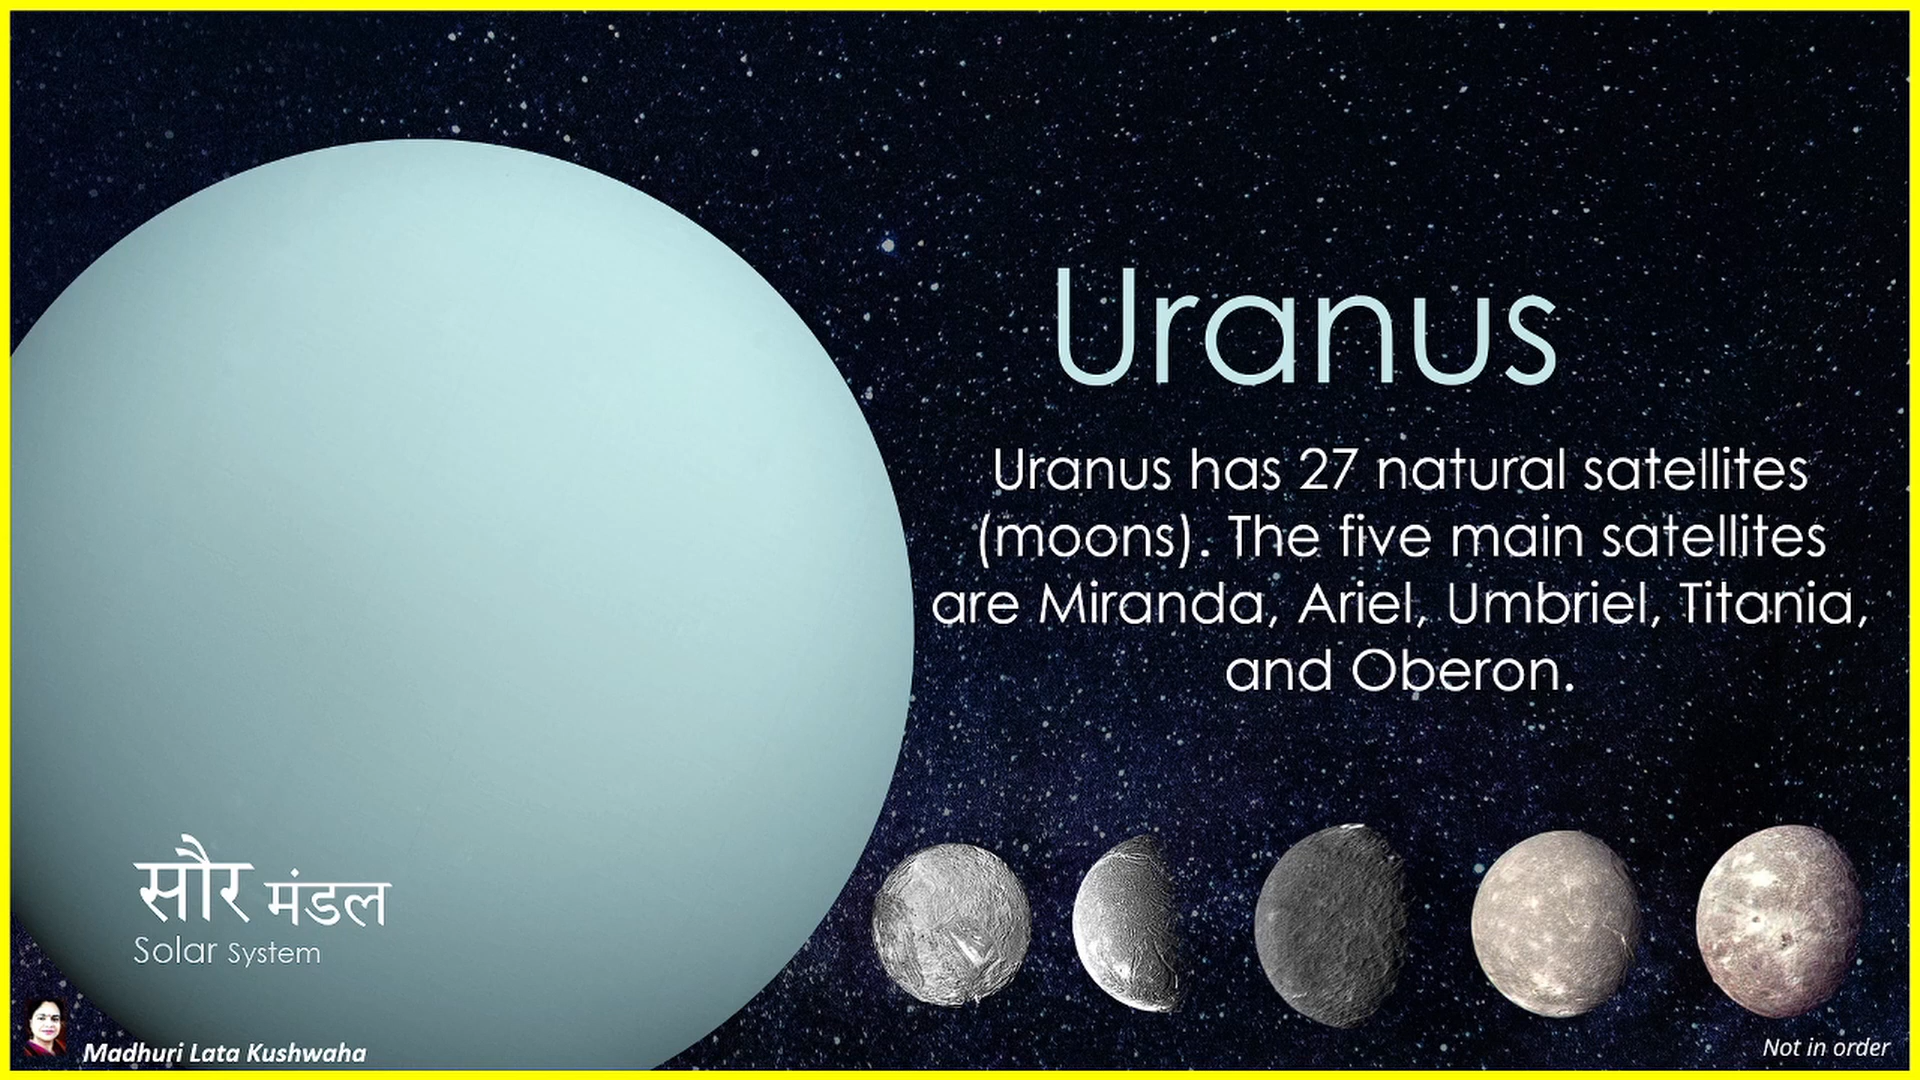 Uranus
Uranus has 27 natural satellites
(moons). The five main satellites
are Miranda, Ariel, Umbriel, Titania,
and Oberon.
सौर मंडल
Solar System
Madhuri Lata Kushwaha
Not in order